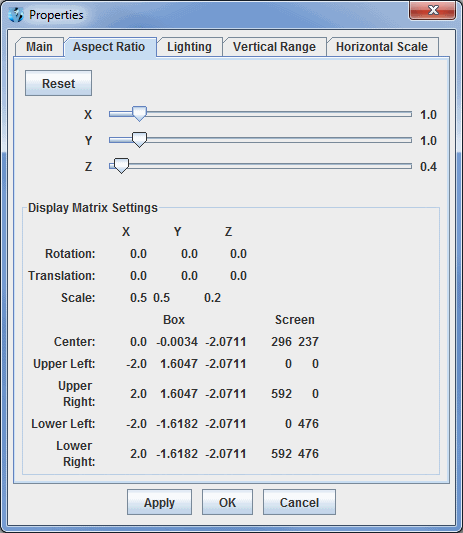 Properties
Main Aspect Ratio Lighting Vertical Range Horizontal Scale
Reset
X 1.0
Y 1.0
Z 0.4
Display Matrix Settings
X Y Z
Rotation: 0.0 0.0 0.0
Translation: 0.0 0.0 0.0
Scale: 0.5 0.5 0.2
Box Screen
Center: 0.0 -0.0034 -2.0711 296 237
Upper Left: -2.0 1.6047 -2.0711 0 0
Upper
Right: 2.0 1.6047 -2.0711 592 0
Lower Left: -2.0 -1.6182 -2.0711 0 476
Lower
Right: 2.0 -1.6182 -2.0711 592 476
Apply OK Cancel